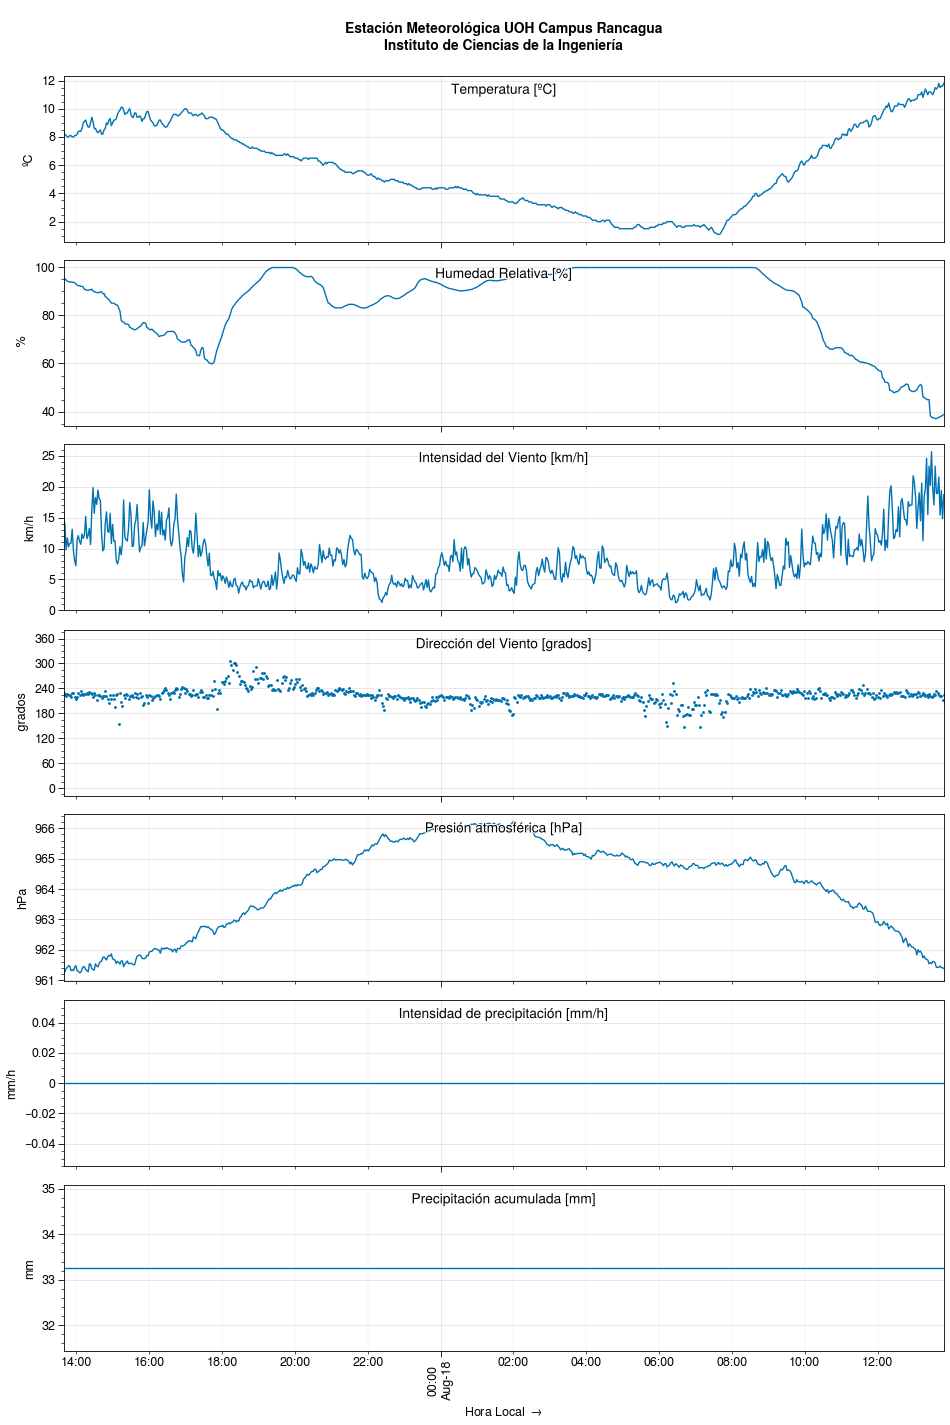 Estación Meteorológica UOH Campus Rancagua
Instituto de Ciencias de la Ingeniería
Temperatura [ºC]
12
10
8
6
4
2
ºC
Humedad Relativa [%]
100
80
60
40
%
Intensidad del Viento [km/h]
25
20
15
10
5
0
km/h
Dirección del Viento [grados]
360
300
240
180
120
60
0
grados
Presión atmosférica [hPa]
966
965
964
963
962
961
hPa
Intensidad de precipitación [mm/h]
0.04
0.02
0
−0.02
−0.04
mm/h
Precipitación acumulada [mm]
35
34
33
32
mm
14:00 16:00 18:00 20:00 22:00 00:00 02:00 04:00 06:00 08:00 10:00 12:00
Aug-18
Hora Local →